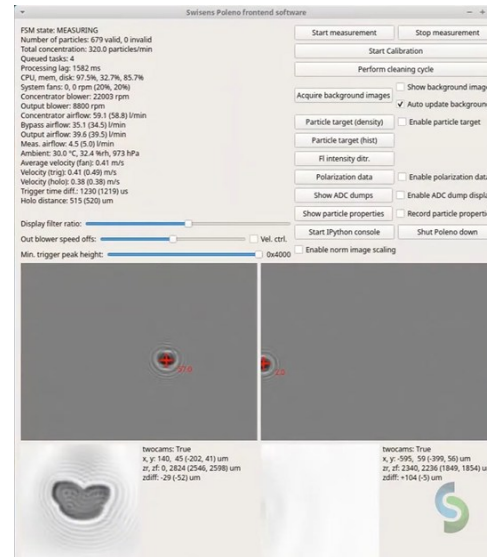 Swisens Poleno frontend software
FSM state: MEASURING
Number of particles: 679 valid, 0 invalid
Total concentration: 320.0 particles/min
Queued tasks: 4
Processing lag: 1582 ms
CPU, mem, disk: 97.5%, 32.7%, 85.7%
System fans: 0, 0 rpm (20%, 20%)
Concentrator blower: 22003 rpm
Output blower: 8800 rpm
Concentrator airflow: 59.1 (58.8) l/min
Bypass airflow: 35.1 (34.5) l/min
Output airflow: 39.6 (39.5) l/min
Meas. airflow: 4.5 (5.0) l/min
Ambient: 30.0 °C, 32.4 %rh, 973 hPa
Average velocity (fan): 0.41 m/s
Velocity (trig): 0.41 (0.49) m/s
Velocity (holo): 0.38 (0.38) m/s
Trigger time diff.: 1230 (1219) us
Holo distance: 515 (520) um
Display filter ratio:
Out blower speed offs:
Vel. ctrl.
Min. trigger peak height:
0x4000
Start measurement
Stop measurement
Start Calibration
Perform cleaning cycle
Acquire background images
Show background imag
Auto update backgroun
Particle target (density)
Enable particle target
Particle target (hist)
Fl intensity ditr.
Polarization data
Enable polarization dat
Show ADC dumps
Enable ADC dump displa
Show particle properties
Record particle properti
Start IPython console
Shut Poleno down
Enable norm image scaling
twocams: True
x, y: 140, 45 (-202, 41) um
zr, zf: 0, 2824 (2546, 2598) um
zdiff: -29 (-52) um
twocams: True
x, y: -595, 59 (-399, 56) um
zr, zf: 2340, 2236 (1849, 1854) u
zdiff: +104 (-5) um